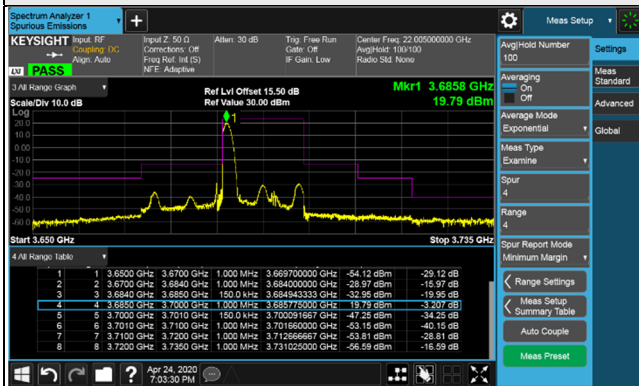 Spectrum Analyzer 1
Spurious Emissions
+
Meas Setup
KEYSIGHT
Input: RF
Coupling: DC
Align: Auto
Input Z: 50 Ω
Corrections: Off
Freq Ref: Int (S)
NFE: Adaptive
Atten: 30 dB
Trig: Free Run
Gate: Off
IF Gain: Low
Center Freq: 22.005000000 GHz
Avg|Hold: 100/100
Radio Std: None
LXI
PASS
3 All Range Graph
Scale/Div 10.0 dB
Ref Lvl Offset 15.50 dB
Ref Value 30.00 dBm
Mkr1 3.6858 GHz
19.79 dBm
Log
20.0
10.0
0.00
-10.0
-20.0
-30.0
-40.0
-50.0
-60.0
1
Start 3.650 GHz
Stop 3.735 GHz
4 All Range Table
1 1 3.6500 GHz 3.6700 GHz 1.000 MHz 3.669700000 GHz -54.12 dBm -29.12 dB
2 2 3.6700 GHz 3.6840 GHz 1.000 MHz 3.684000000 GHz -28.97 dBm -15.97 dB
3 3 3.6840 GHz 3.6850 GHz 150.0 kHz 3.684943333 GHz -32.95 dBm -19.95 dB
4 4 3.6850 GHz 3.7000 GHz 1.000 MHz 3.685775000 GHz 19.79 dBm -3.207 dB
5 5 3.7000 GHz 3.7010 GHz 150.0 kHz 3.700091667 GHz -47.25 dBm -34.25 dB
6 6 3.7010 GHz 3.7100 GHz 1.000 MHz 3.701660000 GHz -53.15 dBm -40.15 dB
7 7 3.7100 GHz 3.7200 GHz 1.000 MHz 3.712666667 GHz -53.81 dBm -28.81 dB
8 8 3.7200 GHz 3.7350 GHz 1.000 MHz 3.731025000 GHz -56.59 dBm -16.59 dB
Avg|Hold Number
100
Averaging
On
Off
Average Mode
Exponential
Meas Type
Examine
Spur
4
Range
4
Spur Report Mode
Minimum Margin
Range Settings
Meas Setup
Summary Table
Auto Couple
Meas Preset
Settings
Meas
Standard
Advanced
Global
?
Apr 24, 2020
7:03:30 PM